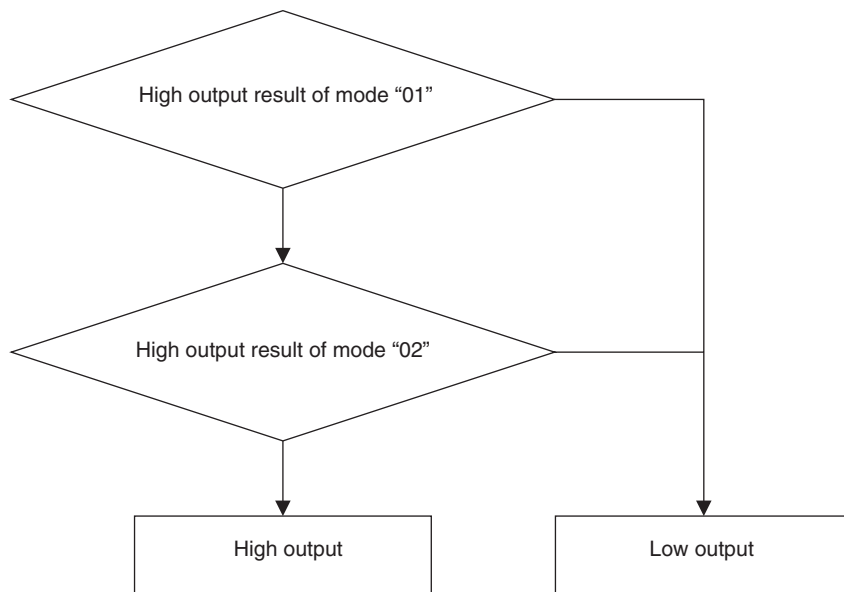 High output result of mode “01”
High output result of mode “02”
High output
Low output